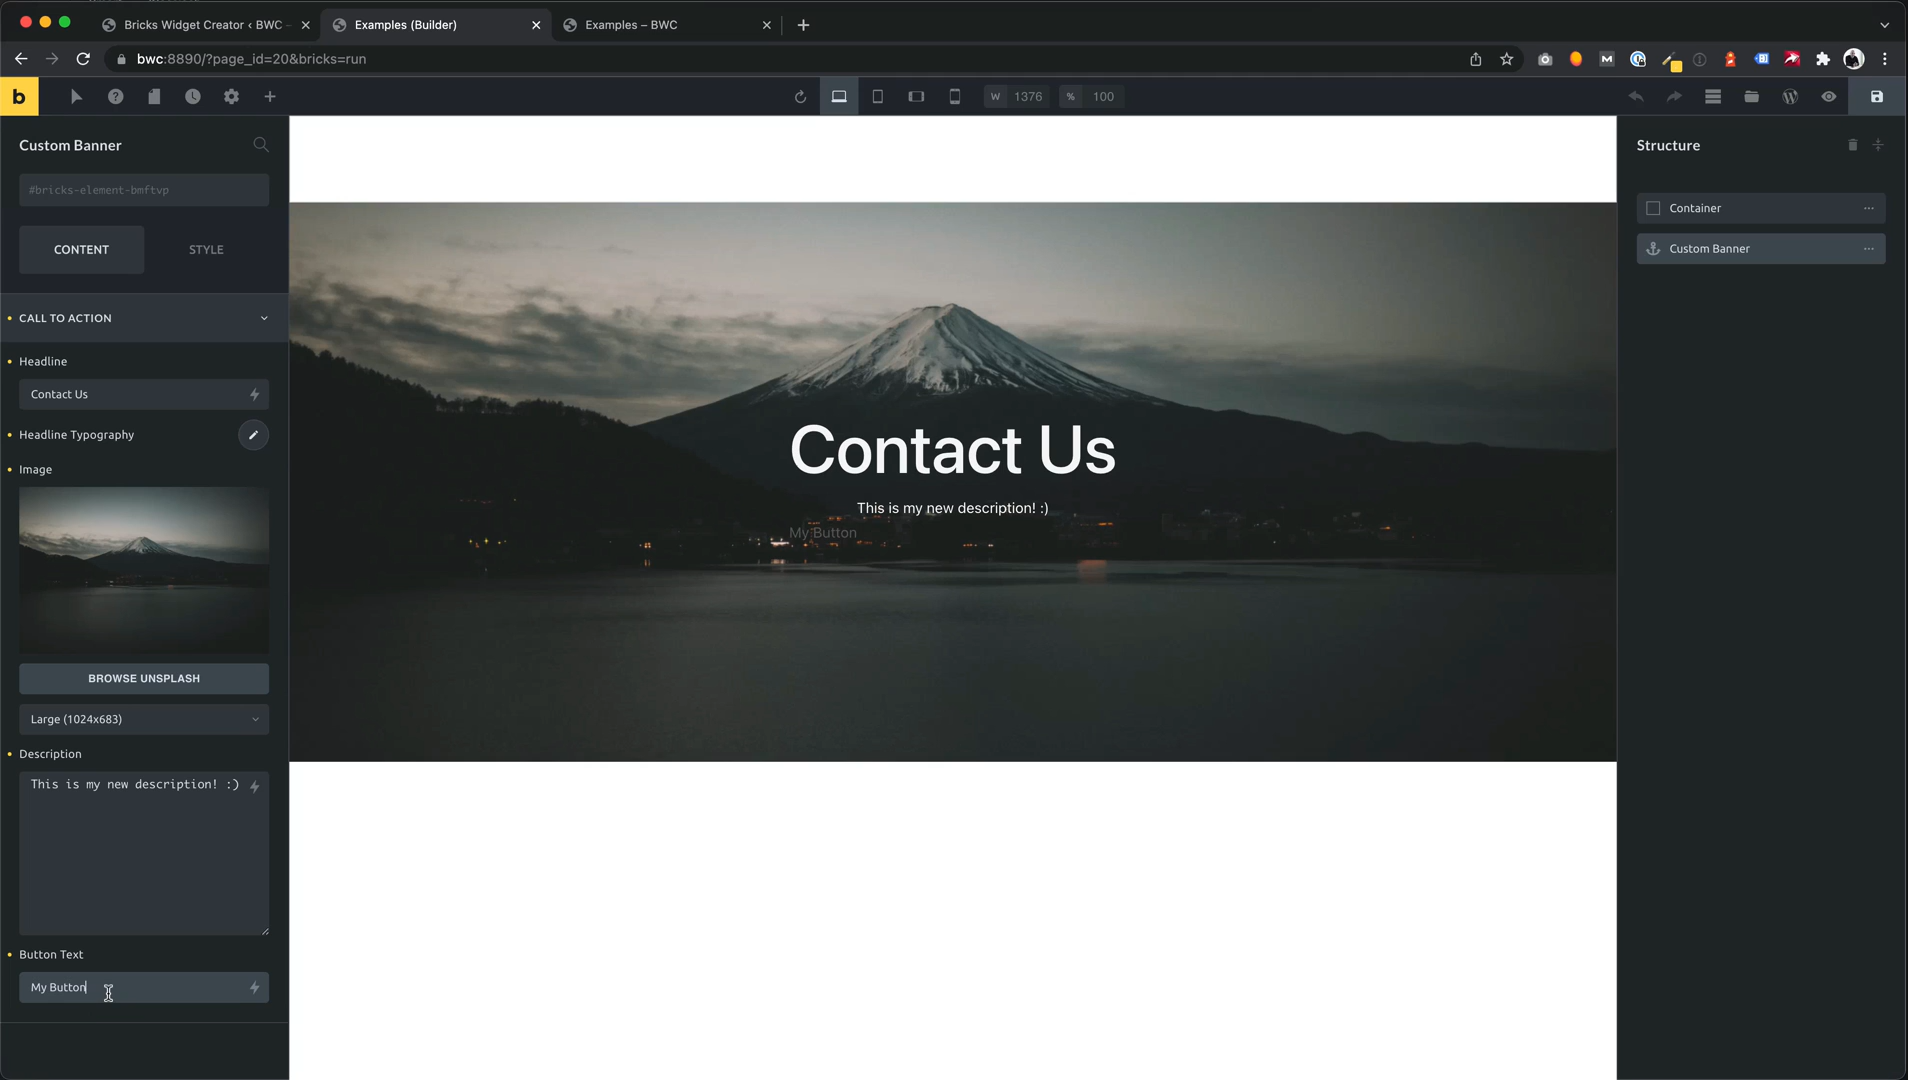 Bricks Widget Creator ‹ BWC
Examples (Builder)
Examples – BWC
bwc:8890/?page_id=20&bricks=run
b
W 1376
% 100
Custom Banner
#bricks-element-bmftvp
CONTENT
STYLE
CALL TO ACTION
Headline
Contact Us
Headline Typography
Image
BROWSE UNSPLASH
Large (1024x683)
Description
This is my new description! :)
Button Text
My Button
Contact Us
This is my new description! :)
My Button
Structure
Container
Custom Banner